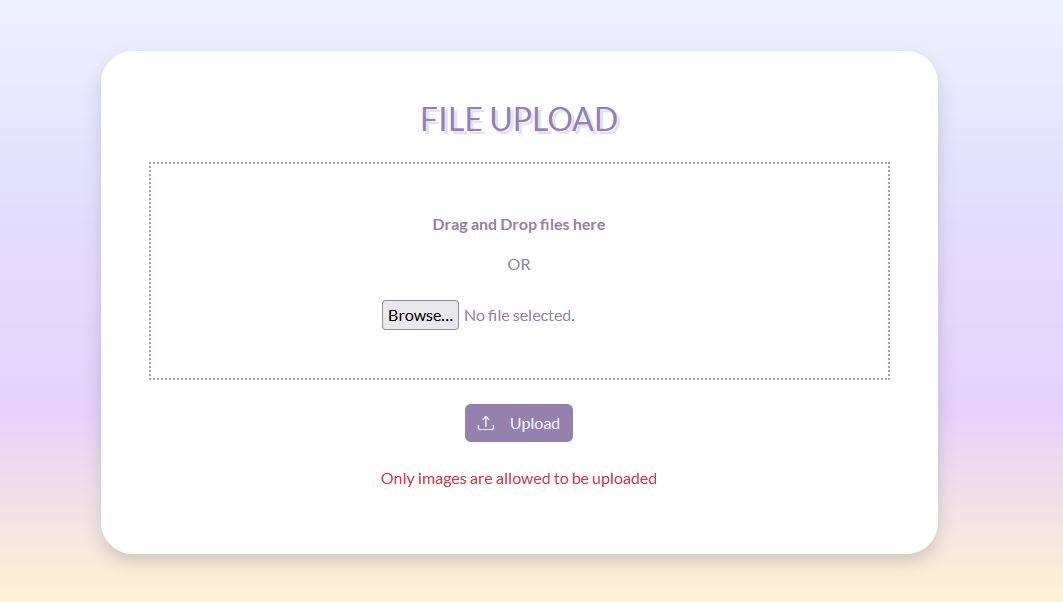 FILE UPLOAD
Drag and Drop files here
OR
Browse... No file selected.
Upload
Only images are allowed to be uploaded